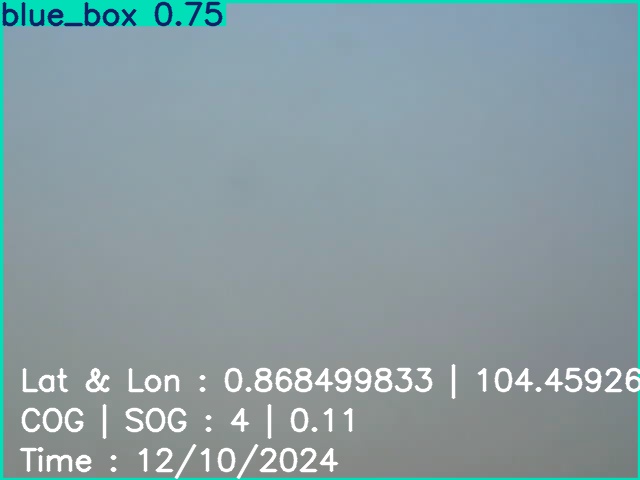 blue_box 0.75
Lat & Lon : 0.868499833 | 104.45926
COG | SOG : 4 | 0.11
Time : 12/10/2024